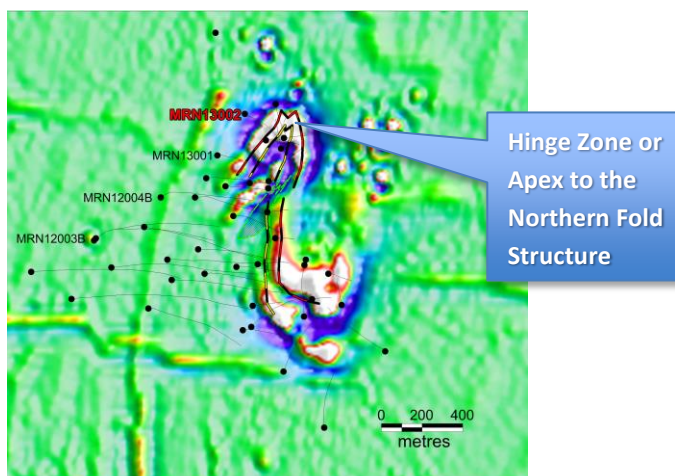 MRN13002
MRN13001
MRN12004B
MRN12003B
Hinge Zone or
Apex to the
Northern Fold
Structure
0 200 400
metres